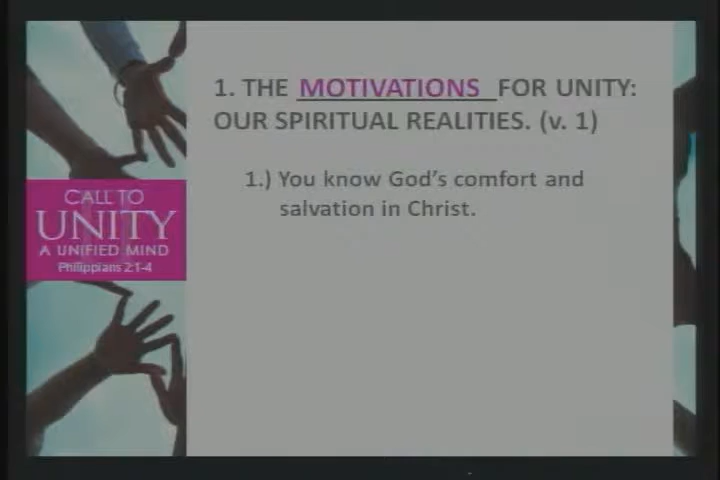 1. THE MOTIVATIONS FOR UNITY:
OUR SPIRITUAL REALITIES. (v. 1)
1.) You know God's comfort and
salvation in Christ.
CALL TO
UNITY
A UNIFIED MIND
Philippians 2:1-4